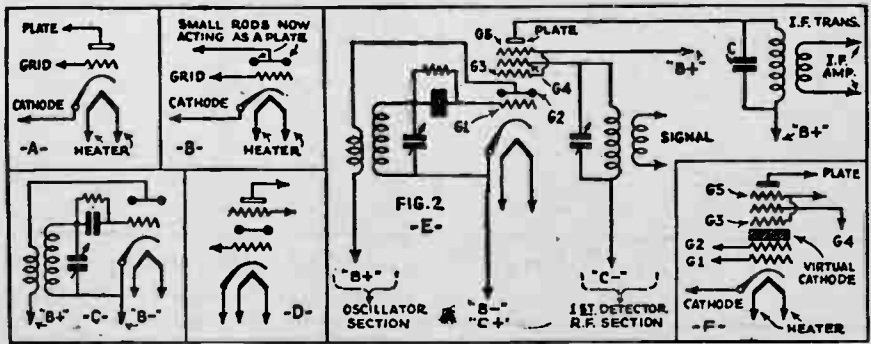 PLATE
GRID
CATHODE
-A-
HEATER
SMALL RODS NOW
ACTING AS A PLATE
GRID
CATHODE
-B-
HEATER
"B+"
-C-
"B-"
-D-
G5
PLATE
G3
"B+"
G4
G2
G1
C
I.F. TRANS.
I.F.
AMP.
"B+"
SIGNAL
FIG.2
-E-
"B+"
OSCILLATOR
SECTION
"B-"
"C+"
"C-"
1ST. DETECTOR
R.F. SECTION
PLATE
G5
G3
G4
G2
G1
VIRTUAL
CATHODE
CATHODE
-F-
HEATER